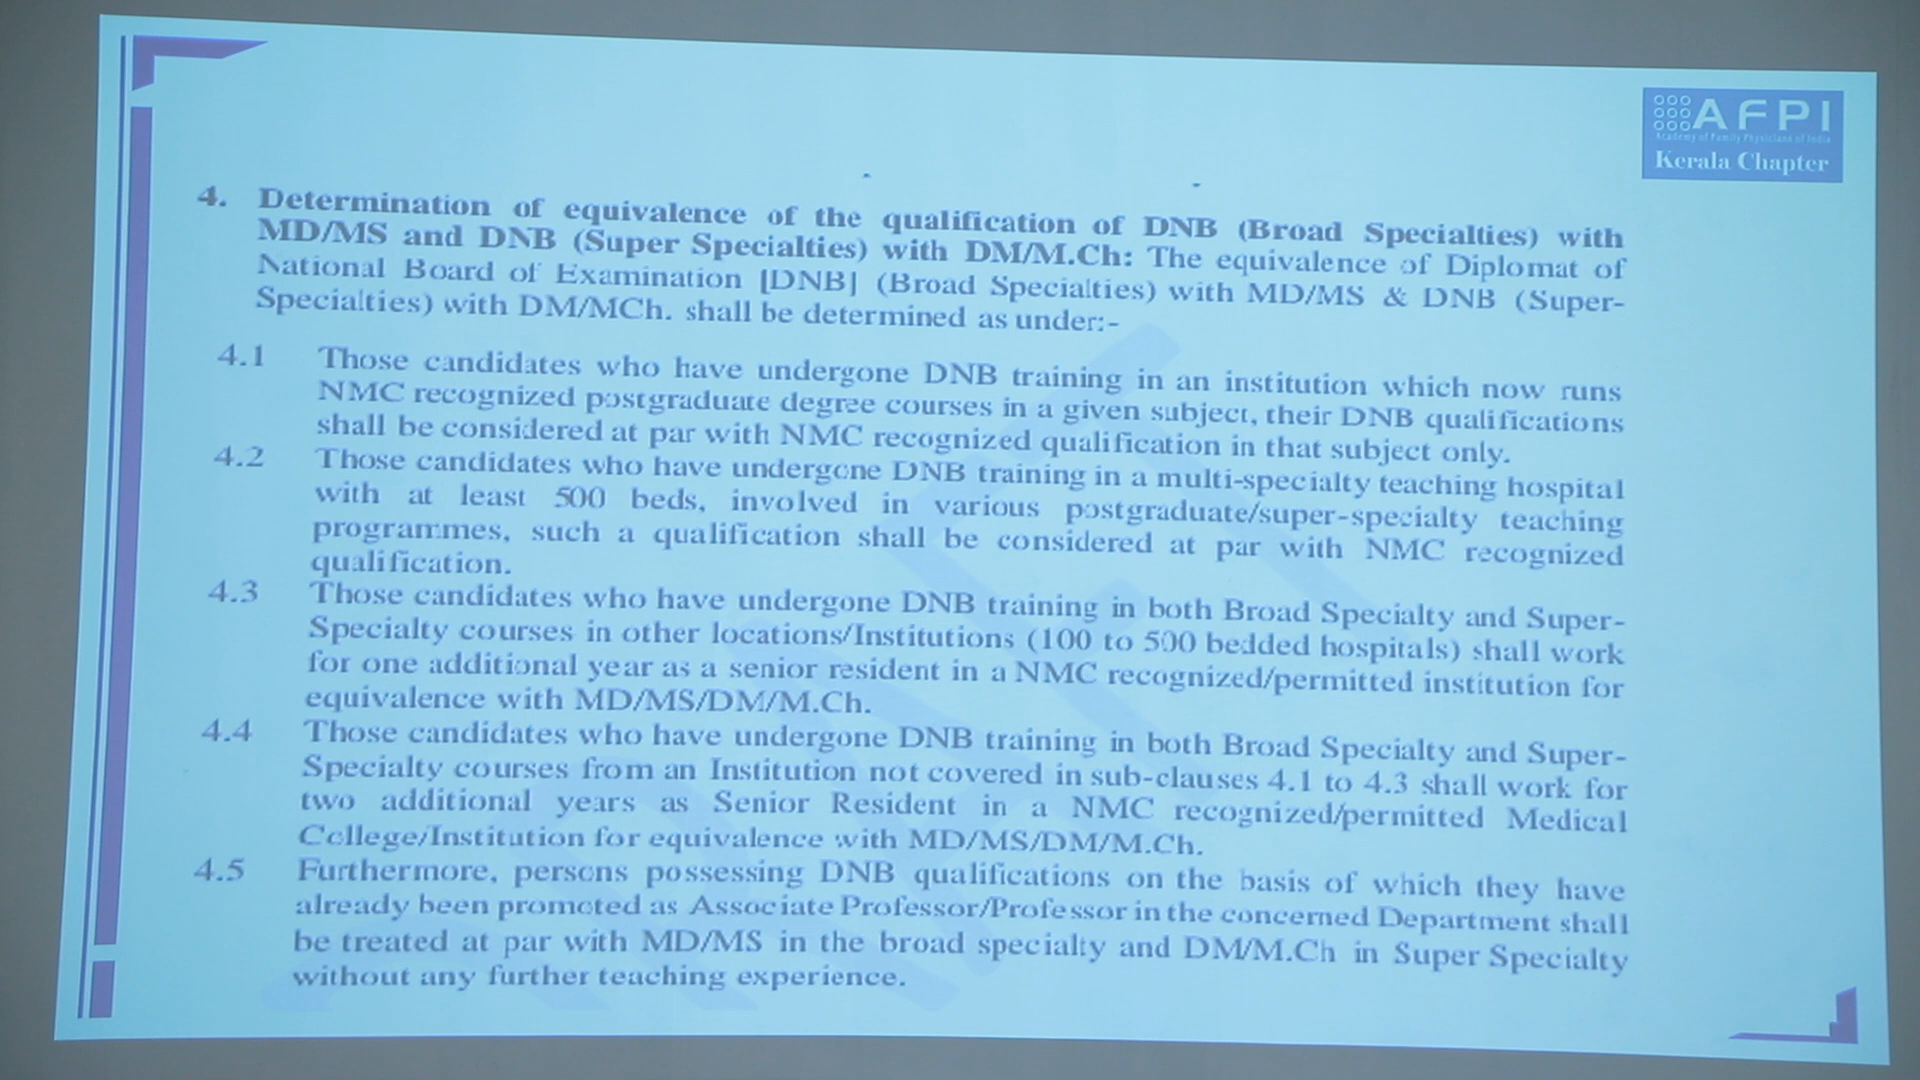 AFPI
Academy of Family Physicians of India
Kerala Chapter
4. Determination of equivalence of the qualification of DNB (Broad Specialties) with
MD/MS and DNB (Super Specialties) with DM/M.Ch: The equivalence of Diplomat of
National Board of Examination [DNB] (Broad Specialties) with MD/MS & DNB (Super-
Specialties) with DM/MCh. shall be determined as under:-
4.1 Those candidates who have undergone DNB training in an institution which now runs
NMC recognized postgraduate degree courses in a given subject, their DNB qualifications
shall be considered at par with NMC recognized qualification in that subject only.
4.2 Those candidates who have undergone DNB training in a multi-specialty teaching hospital
with at least 500 beds, involved in various postgraduate/super-specialty teaching
programmes, such a qualification shall be considered at par with NMC recognized
qualification.
4.3 Those candidates who have undergone DNB training in both Broad Specialty and Super-
Specialty courses in other locations/Institutions (100 to 500 bedded hospitals) shall work
for one additional year as a senior resident in a NMC recognized/permitted institution for
equivalence with MD/MS/DM/M.Ch.
4.4 Those candidates who have undergone DNB training in both Broad Specialty and Super-
Specialty courses from an Institution not covered in sub-clauses 4.1 to 4.3 shall work for
two additional years as Senior Resident in a NMC recognized/permitted Medical
College/Institution for equivalence with MD/MS/DM/M.Ch.
4.5 Furthermore, persons possessing DNB qualifications on the basis of which they have
already been promoted as Associate Professor/Professor in the concerned Department shall
be treated at par with MD/MS in the broad specialty and DM/M.Ch in Super Specialty
without any further teaching experience.